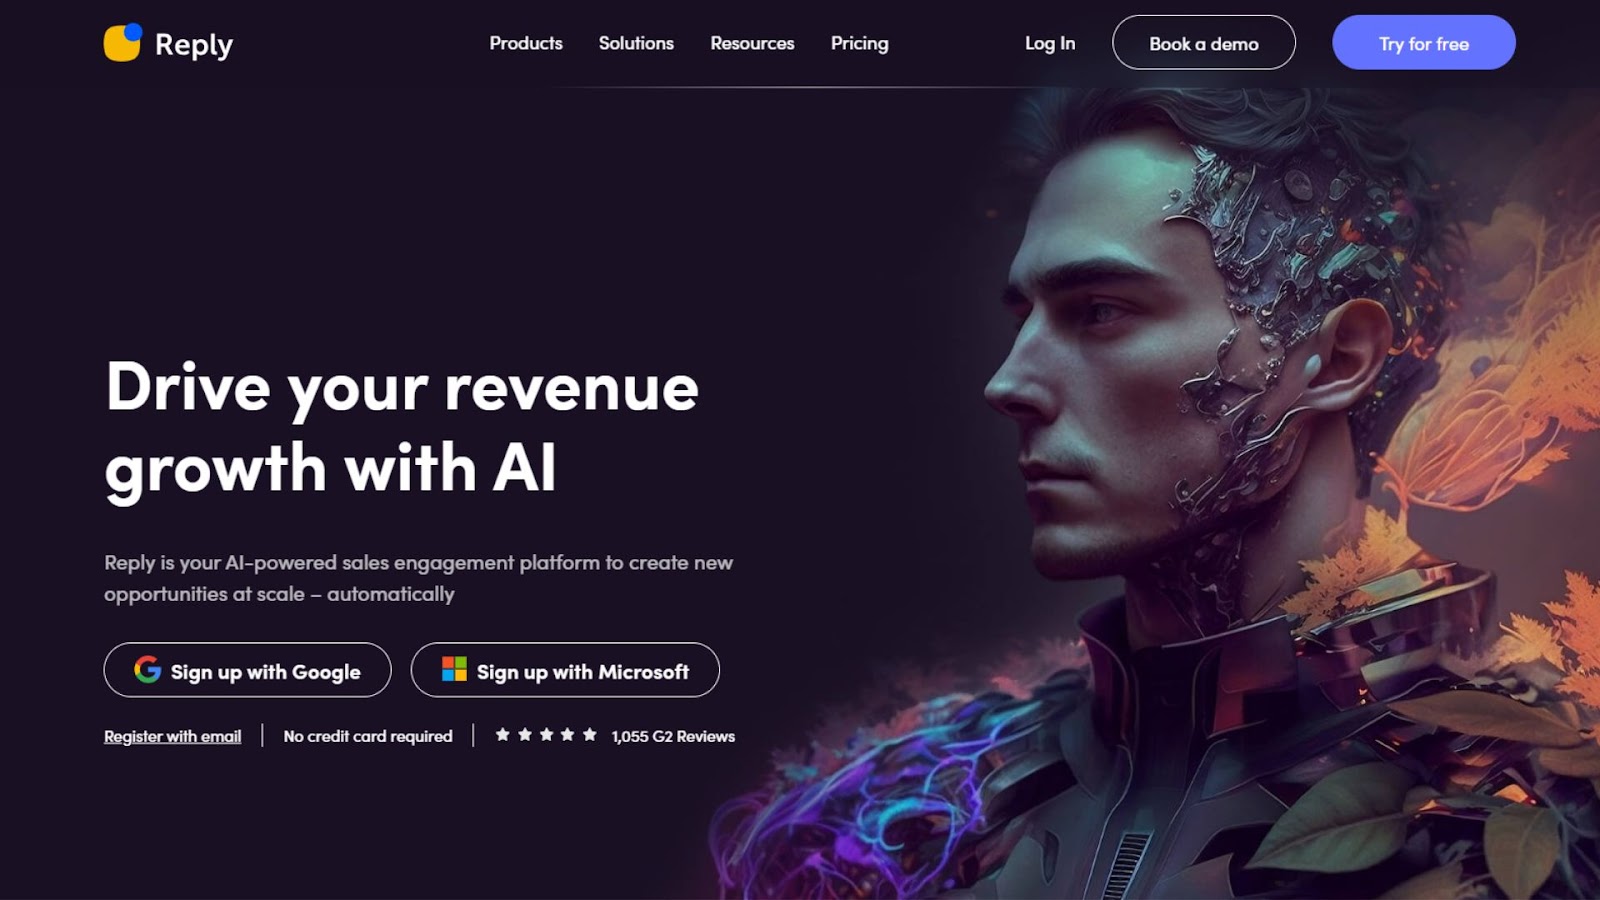 Reply
Products
Solutions
Resources
Pricing
Log In
Book a demo
Try for free
Drive your revenue
growth with AI
Reply is your AI-powered sales engagement platform to create new
opportunities at scale – automatically
Sign up with Google
Sign up with Microsoft
Register with email
No credit card required
1,055 G2 Reviews